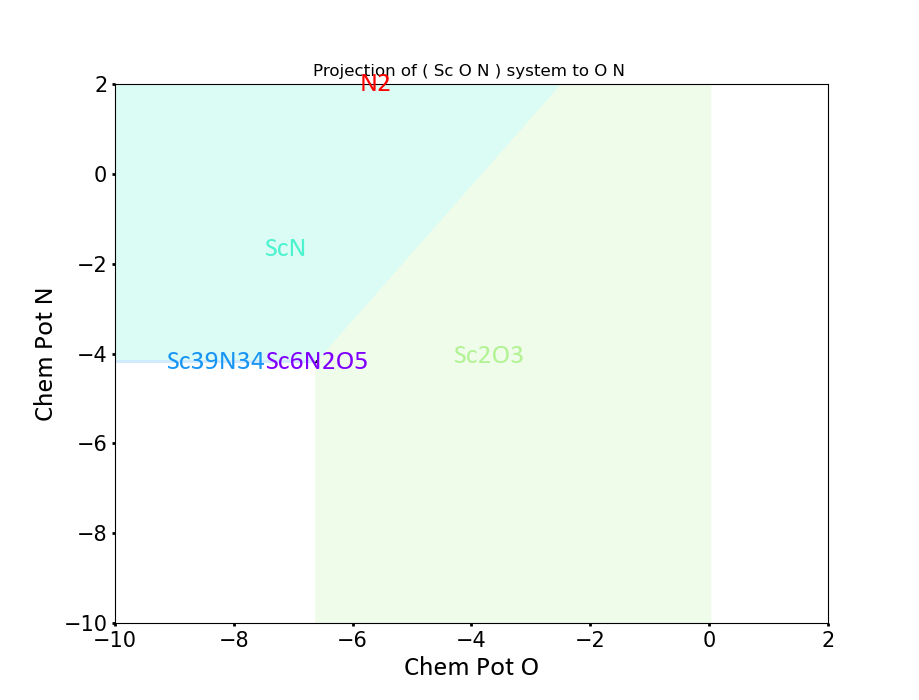 Projection of ( Sc O N ) system to O N
N2
2
0
−2
−4
−6
−8
−10
Chem Pot N
ScN
Sc39N34
Sc6N2O5
Sc2O3
−10
−8
−6
−4
−2
0
2
Chem Pot O